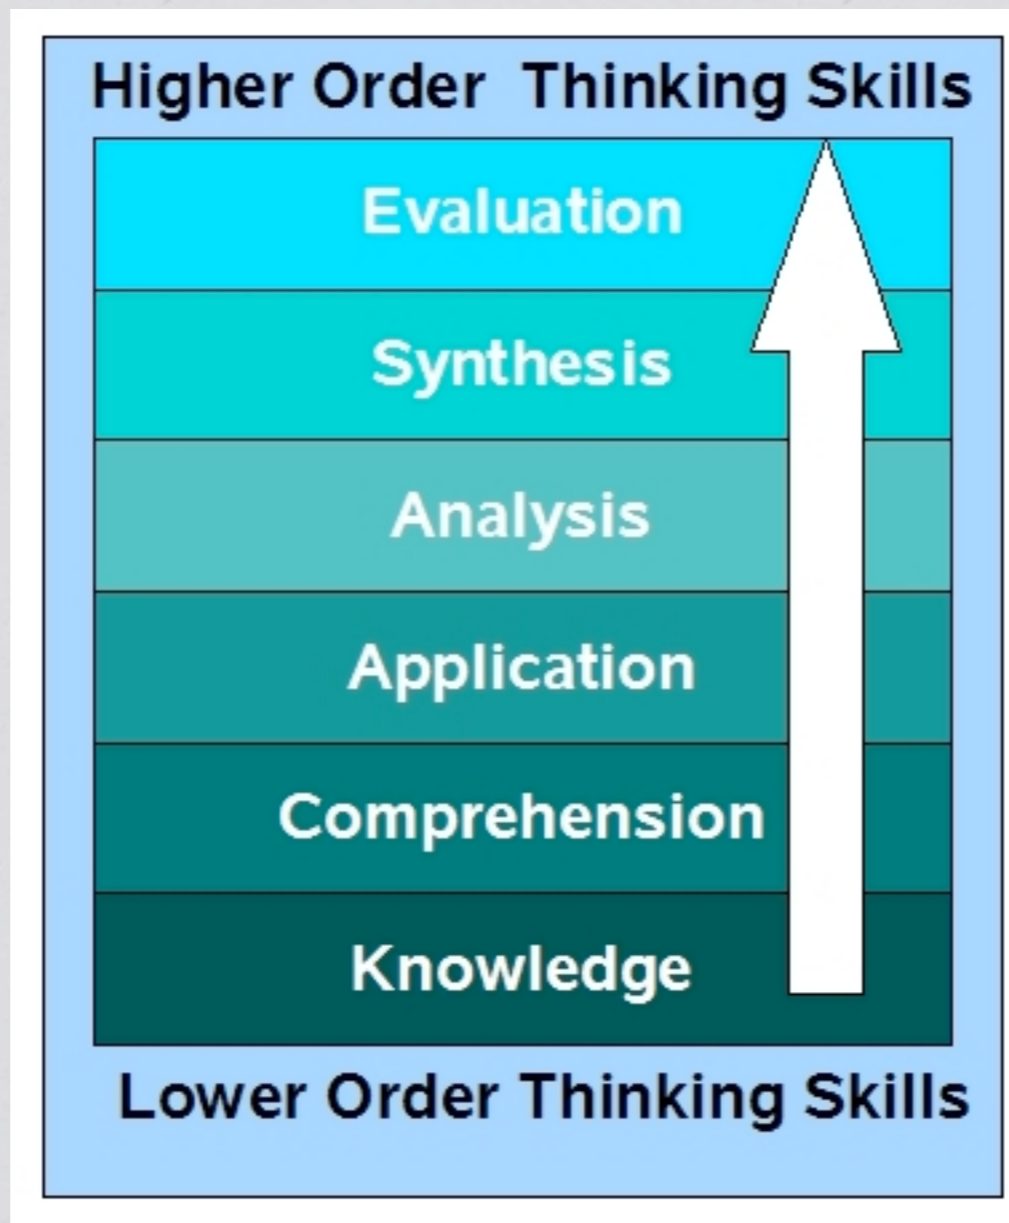 Higher Order Thinking Skills
Evaluation
Synthesis
Analysis
Application
Comprehension
Knowledge
Lower Order Thinking Skills